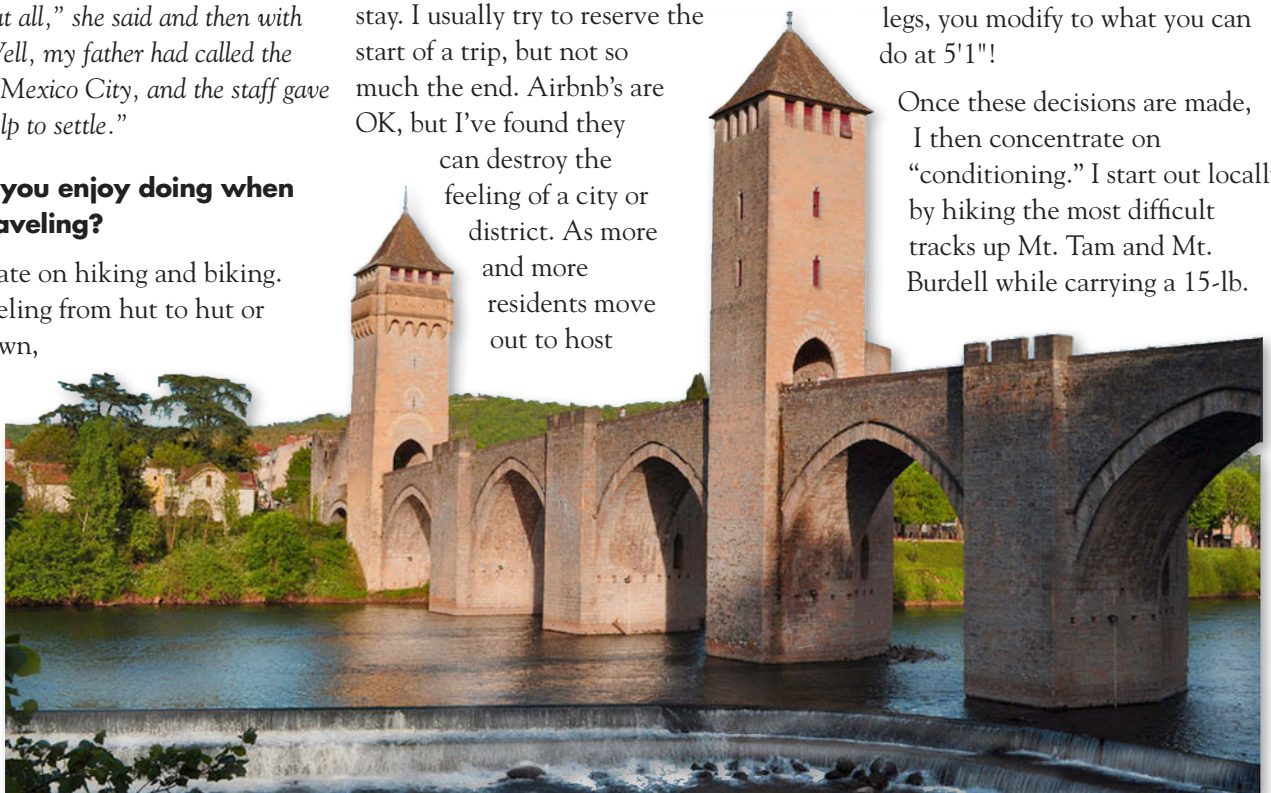 at all,” she said and then with
Well, my father had called the
Mexico City, and the staff gave
lp to settle.”
you enjoy doing when
aveling?
ate on hiking and biking.
eling from hut to hut or
wn,
stay. I usually try to reserve the
start of a trip, but not so
much the end. Airbnb's are
OK, but I've found they
can destroy the
feeling of a city or
district. As more
and more
residents move
out to host
legs, you modify to what you can
do at 5'1"!
Once these decisions are made,
I then concentrate on
“conditioning.” I start out locall
by hiking the most difficult
tracks up Mt. Tam and Mt.
Burdell while carrying a 15-lb.